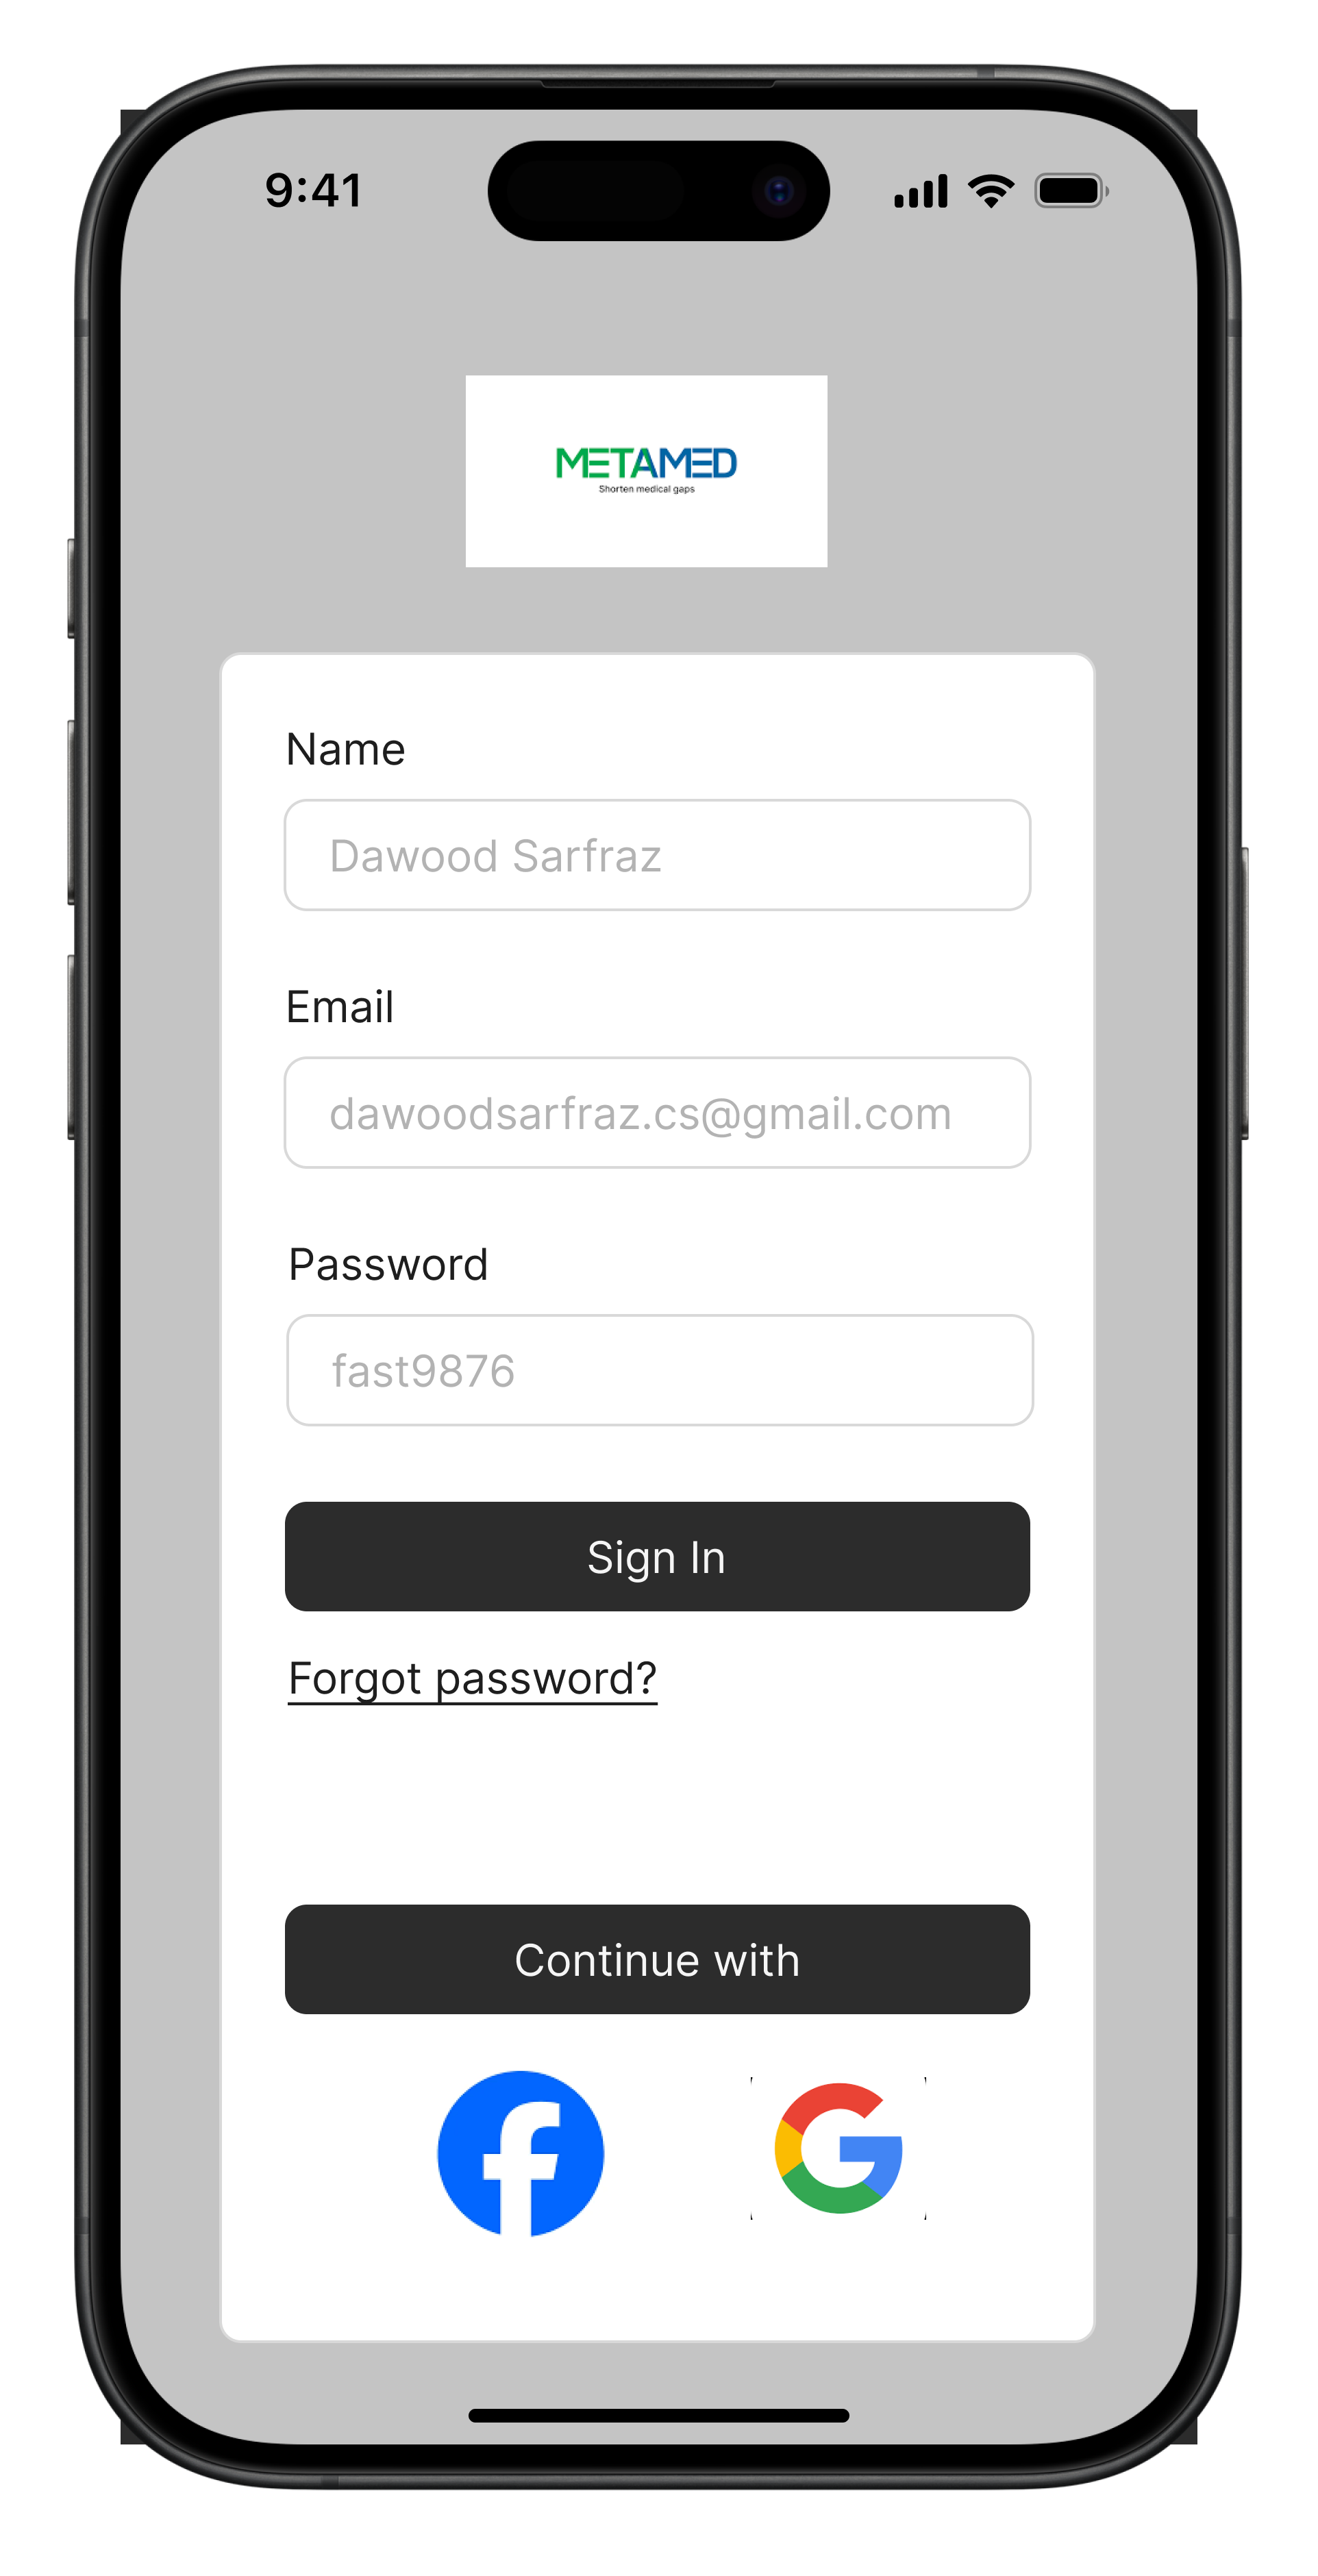 9:41
METAMED
Shorten medical gaps
Name
Dawood Sarfraz
Email
dawoodsarfraz.cs@gmail.com
Password
fast9876
Sign In
Forgot password?
Continue with